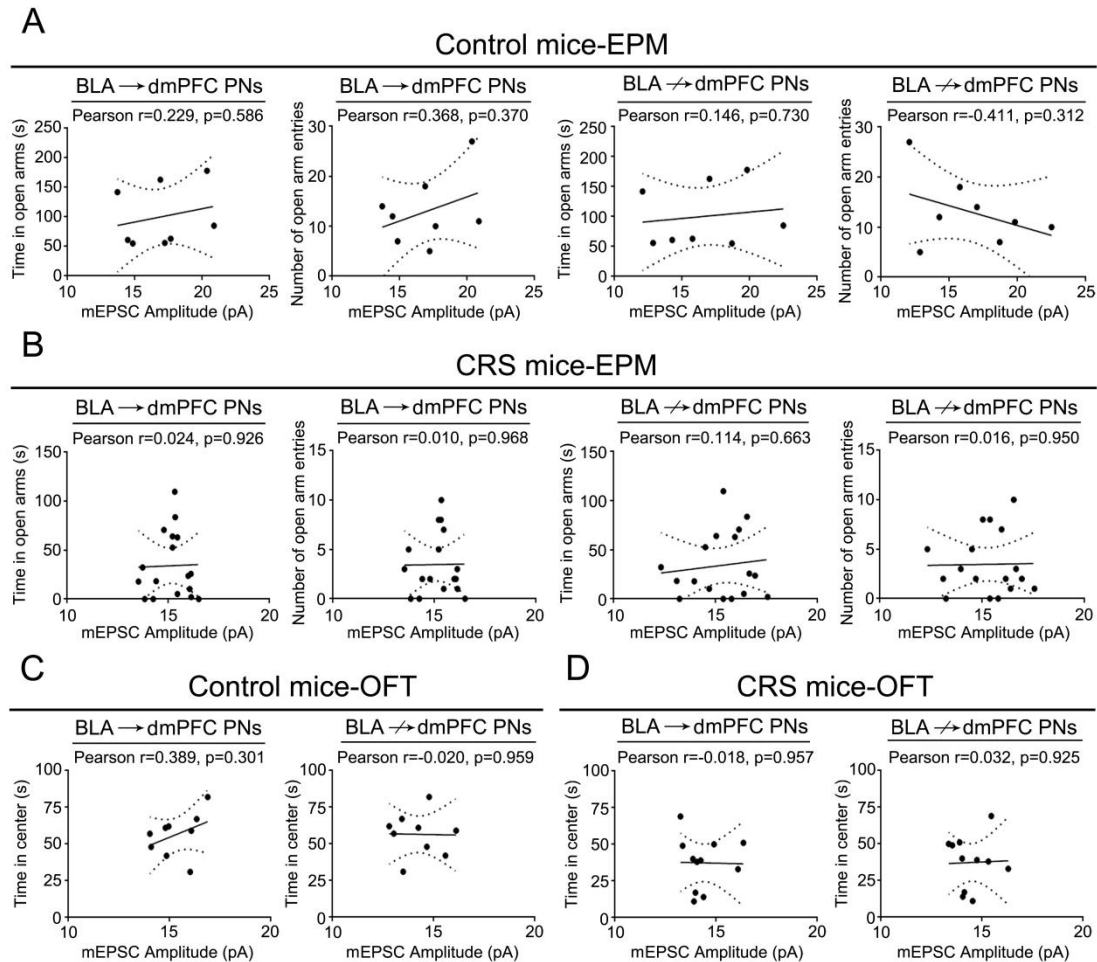 A
Control mice-EPM
BLA → dmPFC PNs
Pearson r=0.229, p=0.586
Time in open arms (s)
250
200
150
100
50
0
10 15 20 25
mEPSC Amplitude (pA)
BLA → dmPFC PNs
Pearson r=0.368, p=0.370
Number of open arm entries
30
20
10
0
10 15 20 25
mEPSC Amplitude (pA)
BLA ↛ dmPFC PNs
Pearson r=0.146, p=0.730
Time in open arms (s)
250
200
150
100
50
0
10 15 20 25
mEPSC Amplitude (pA)
BLA ↛ dmPFC PNs
Pearson r=-0.411, p=0.312
Number of open arm entries
30
20
10
0
10 15 20 25
mEPSC Amplitude (pA)
B
CRS mice-EPM
BLA → dmPFC PNs
Pearson r=0.024, p=0.926
Time in open arms (s)
150
100
50
0
10 15 20
mEPSC Amplitude (pA)
BLA → dmPFC PNs
Pearson r=0.010, p=0.968
Number of open arm entries
15
10
5
0
10 15 20
mEPSC Amplitude (pA)
BLA ↛ dmPFC PNs
Pearson r=0.114, p=0.663
Time in open arms (s)
150
100
50
0
10 15 20
mEPSC Amplitude (pA)
BLA ↛ dmPFC PNs
Pearson r=0.016, p=0.950
Number of open arm entries
15
10
5
0
10 15 20
mEPSC Amplitude (pA)
C
Control mice-OFT
BLA → dmPFC PNs
Pearson r=0.389, p=0.301
Time in center (s)
100
75
50
25
0
10 15 20
mEPSC Amplitude (pA)
BLA ↛ dmPFC PNs
Pearson r=-0.020, p=0.959
Time in center (s)
100
75
50
25
0
10 15 20
mEPSC Amplitude (pA)
D
CRS mice-OFT
BLA → dmPFC PNs
Pearson r=-0.018, p=0.957
Time in center (s)
100
75
50
25
0
10 15 20
mEPSC Amplitude (pA)
BLA ↛ dmPFC PNs
Pearson r=0.032, p=0.925
Time in center (s)
100
75
50
25
0
10 15 20
mEPSC Amplitude (pA)